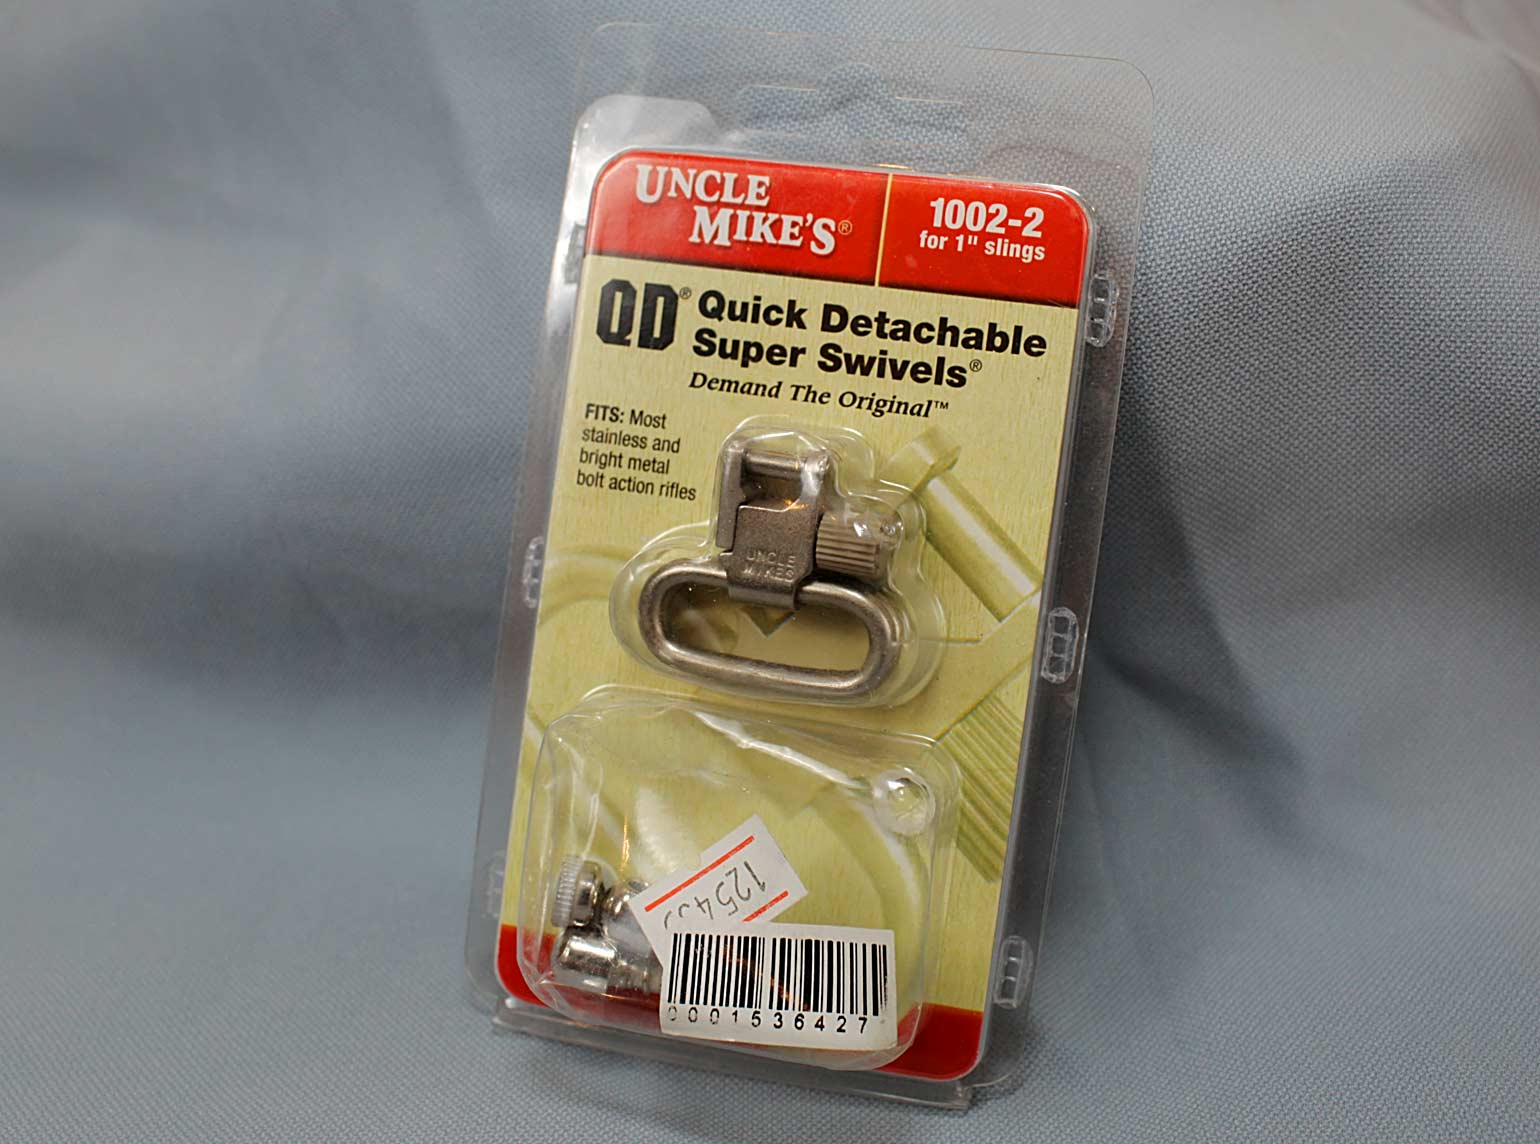 UNCLE
MIKE'S®
1002-2
for 1" slings
QD® Quick Detachable
Super Swivels®
Demand The Original™
FITS: Most
stainless and
bright metal
bolt action rifles
UNCLE
MIKES
0001536427